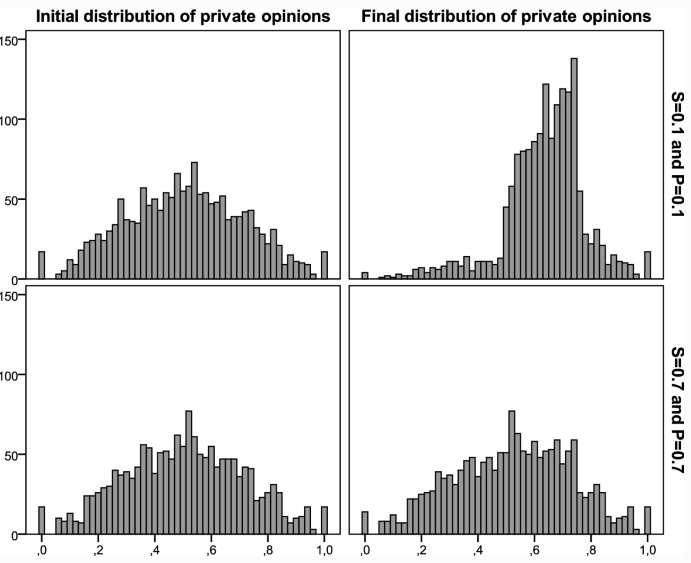 Initial distribution of private opinions Final distribution of private opinions
150
100
50
0
S=0.1 and P=0.1
150
100
50
0
S=0.7 and P=0.7
,0 ,2 ,4 ,6 ,8 1,0 ,0 ,2 ,4 ,6 ,8 1,0